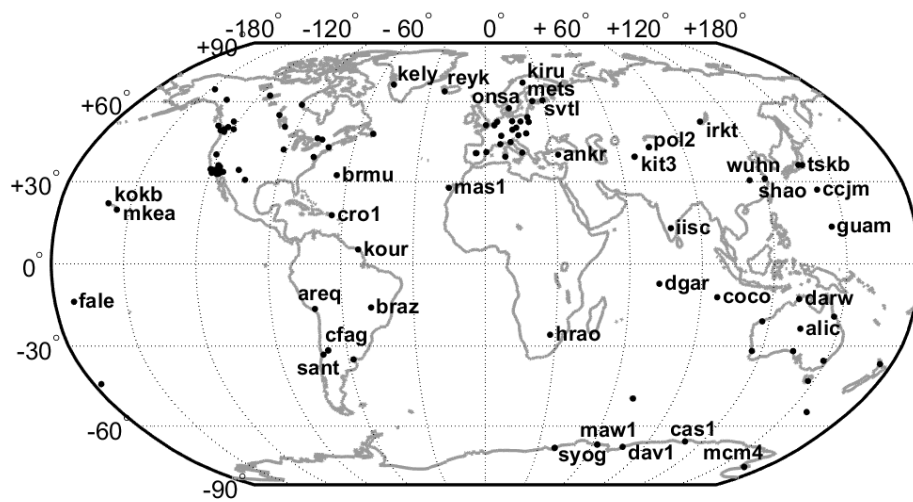 -180° -120° -60° 0° +60° +120° +180°
+90°
kely reyk kiru
mets
onsa svtl
+60°
irkt
pol2
ankr kit3 wuhn tskb
brmu
+30° mas1 shao ccjm
kokb
mkea cro1
iisc guam
kour
0°
dgar
fale areq braz coco darw
cfag hrao alic
-30°
sant
-60° maw1 cas1
syog dav1 mcm4
-90°